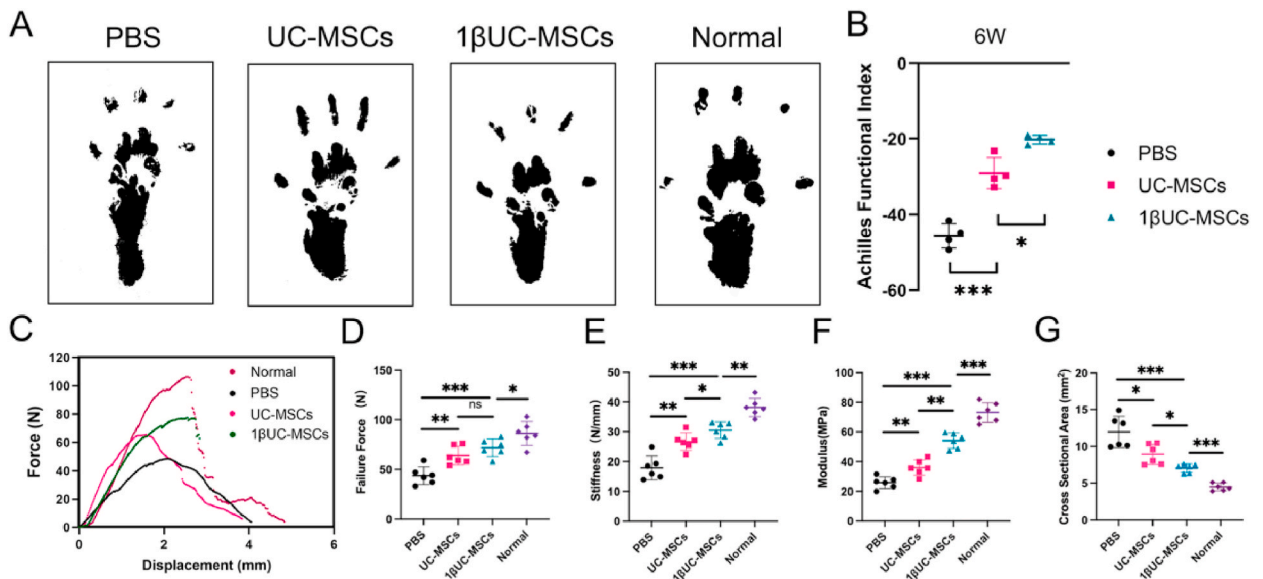 A
PBS
UC-MSCs
1βUC-MSCs
Normal
B
6W
Achilles Functional Index
0
-20
-40
-60
*
***
PBS
UC-MSCs
1βUC-MSCs
C
Force (N)
120
100
80
60
40
20
0
0 2 4 6
Displacement (mm)
Normal
PBS
UC-MSCs
1βUC-MSCs
D
Failure Force (N)
150
100
50
0
***
*
ns
**
PBS
UC-MSCs
1βUC-MSCs
Normal
E
Stiffness (N/mm)
50
40
30
20
10
0
***
**
*
**
PBS
UC-MSCs
1βUC-MSCs
Normal
F
Modulus(MPa)
100
80
60
40
20
0
***
***
**
**
PBS
UC-MSCs
1βUC-MSCs
Normal
G
Cross Sectional Area (mm²)
20
15
10
5
0
***
*
*
***
PBS
UC-MSCs
1βUC-MSCs
Normal